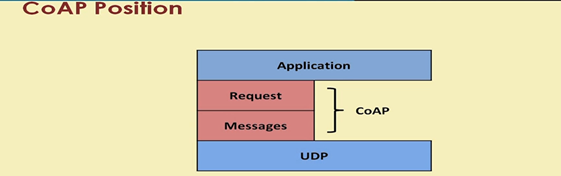 CoAP Position
Application
Request
CoAP
Messages
UDP